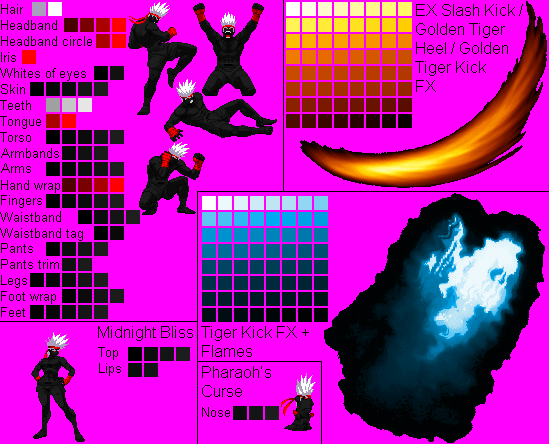 Hair
Headband
Headband circle
Iris
Whites of eyes
Skin
Teeth
Tongue
Torso
Armbands
Arms
Hand wrap
Fingers
Waistband
Waistband tag
Pants
Pants trim
Legs
Foot wrap
Feet
EX Slash Kick /
Golden Tiger
Heel / Golden
Tiger Kick
FX
Midnight Bliss
Top
Lips
Tiger Kick FX +
Flames
Pharaoh's
Curse
Nose